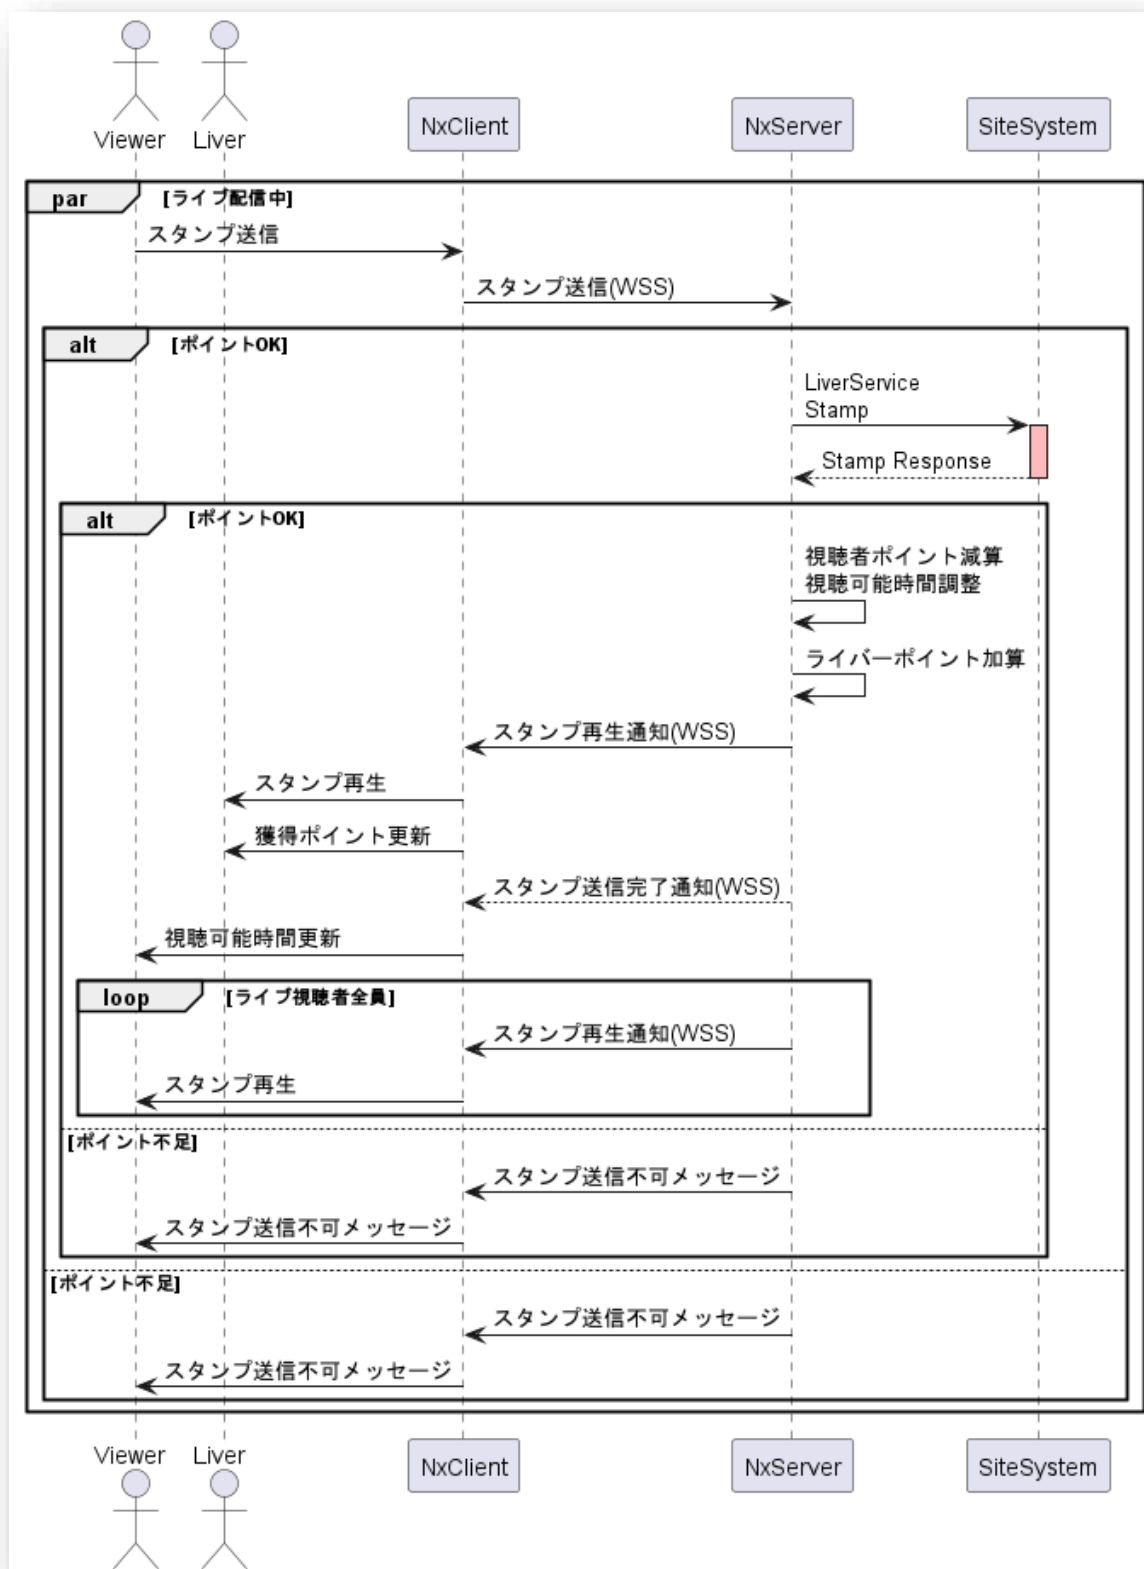 Viewer Liver NxClient NxServer SiteSystem
par [ライブ配信中]
スタンプ送信
スタンプ送信(WSS)
alt [ポイントOK]
LiverService
Stamp
Stamp Response
alt [ポイントOK]
視聴者ポイント減算
視聴可能時間調整
ライバーポイント加算
スタンプ再生通知(WSS)
スタンプ再生
獲得ポイント更新
スタンプ送信完了通知(WSS)
視聴可能時間更新
loop [ライブ視聴者全員]
スタンプ再生通知(WSS)
スタンプ再生
[ポイント不足]
スタンプ送信不可メッセージ
スタンプ送信不可メッセージ
[ポイント不足]
スタンプ送信不可メッセージ
スタンプ送信不可メッセージ
Viewer Liver NxClient NxServer SiteSystem